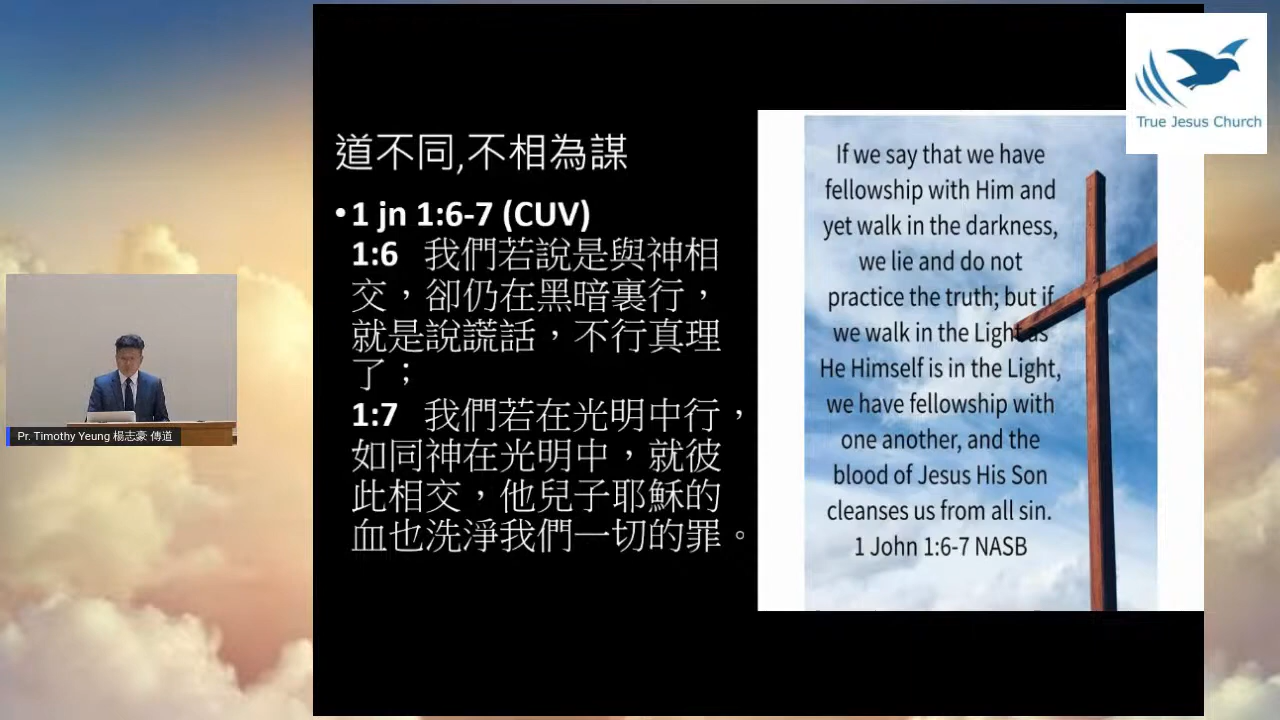 道不同,不相為謀
•1 jn 1:6-7 (CUV)
1:6 我們若說是與神相
交，卻仍在黑暗裏行，
就是說謊話，不行真理
了；
1:7 我們若在光明中行，
如同神在光明中，就彼
此相交，他兒子耶穌的
血也洗淨我們一切的罪。
If we say that we have
fellowship with Him and
yet walk in the darkness,
we lie and do not
practice the truth; but if
we walk in the Light as
He Himself is in the Light,
we have fellowship with
one another, and the
blood of Jesus His Son
cleanses us from all sin.
1 John 1:6-7 NASB
True Jesus Church
Pr. Timothy Yeung 楊志豪 傳道